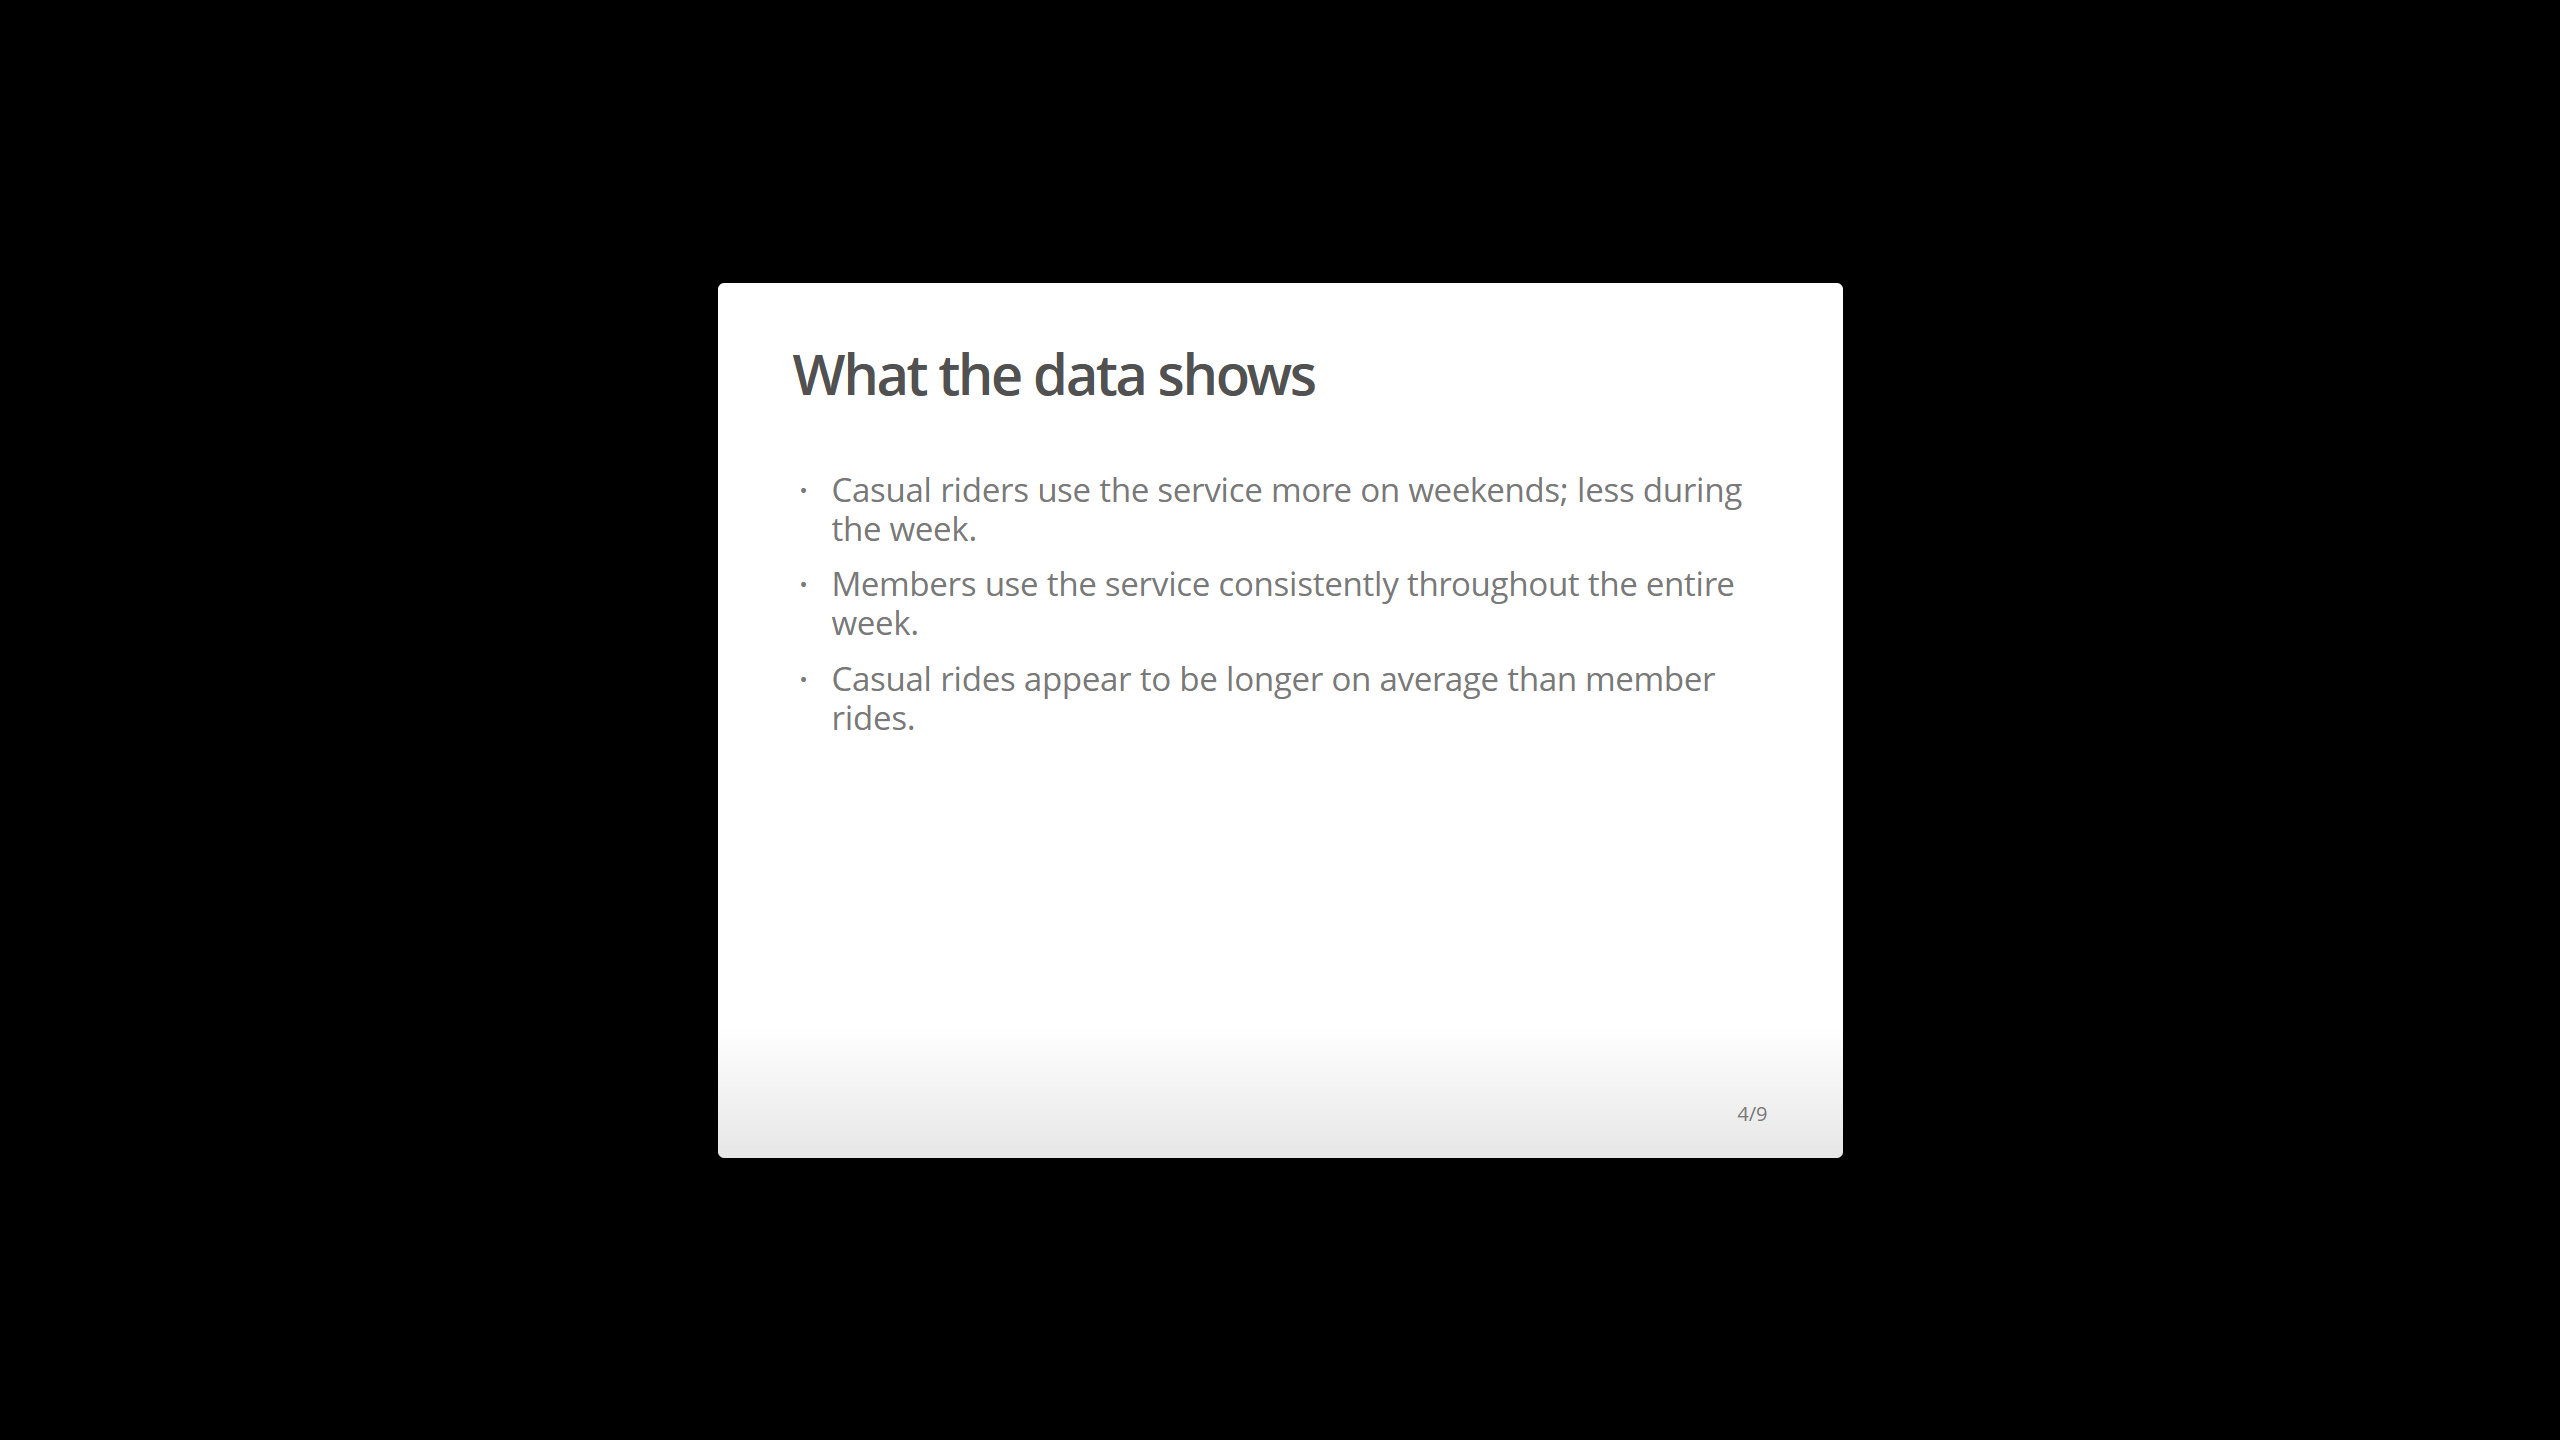 What the data shows
• Casual riders use the service more on weekends; less during
the week.
• Members use the service consistently throughout the entire
week.
• Casual rides appear to be longer on average than member
rides.
4/9